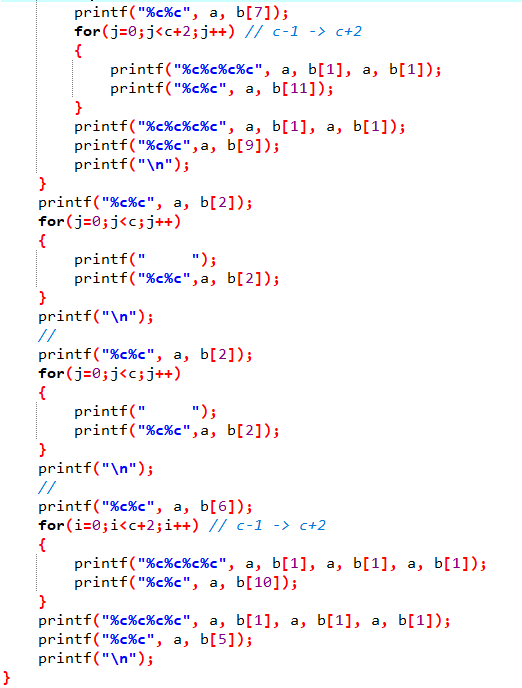 printf("%c%c", a, b[7]);
for(j=0;j<c+2;j++) // c-1 -> c+2
{
printf("%c%c%c%c", a, b[1], a, b[1]);
printf("%c%c", a, b[11]);
}
printf("%c%c%c%c", a, b[1], a, b[1]);
printf("%c%c",a, b[9]);
printf("\n");
}
printf("%c%c", a, b[2]);
for(j=0;j<c;j++)
{
printf("     ");
printf("%c%c",a, b[2]);
}
printf("\n");
//
printf("%c%c", a, b[2]);
for(j=0;j<c;j++)
{
printf("     ");
printf("%c%c",a, b[2]);
}
printf("\n");
//
printf("%c%c", a, b[6]);
for(i=0;i<c+2;i++) // c-1 -> c+2
{
printf("%c%c%c%c", a, b[1], a, b[1], a, b[1]);
printf("%c%c", a, b[10]);
}
printf("%c%c%c%c", a, b[1], a, b[1], a, b[1]);
printf("%c%c", a, b[5]);
printf("\n");
}